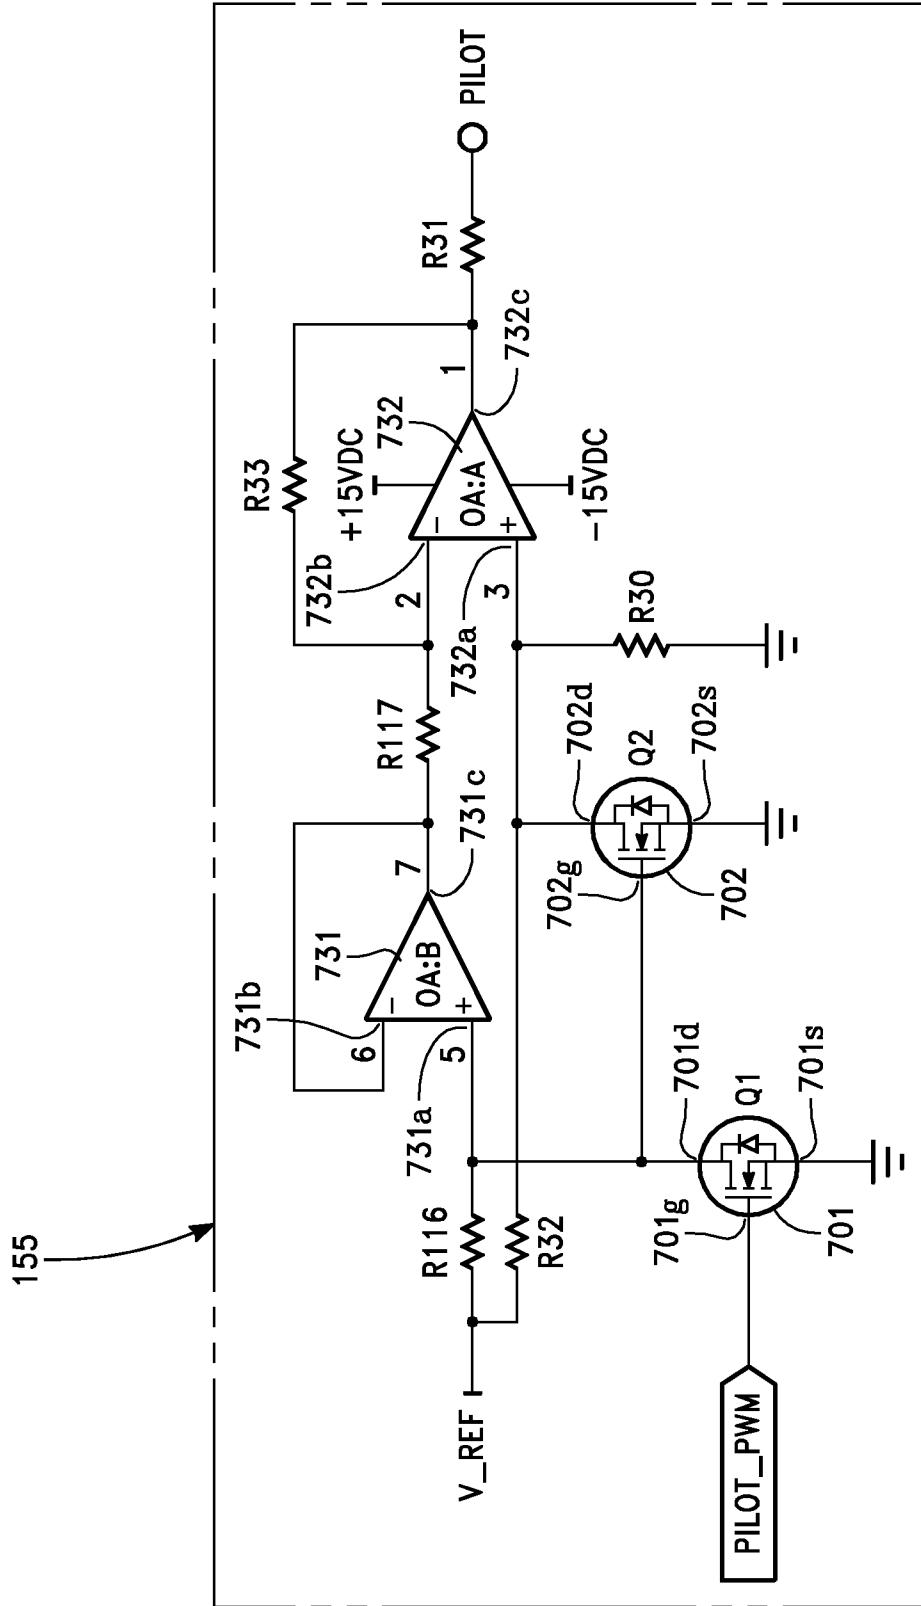 155
R33
+15VDC
732
1
R31
PILOT
732b
2
OA:A
−
+
732c
−15VDC
732a
3
R30
R117
731b
731
6
−
OA:B
+
5
7
731c
731a
V_REF
R116
R32
702d
Q2
702g
702s
702
701d
Q1
701g
701s
701
PILOT_PWM